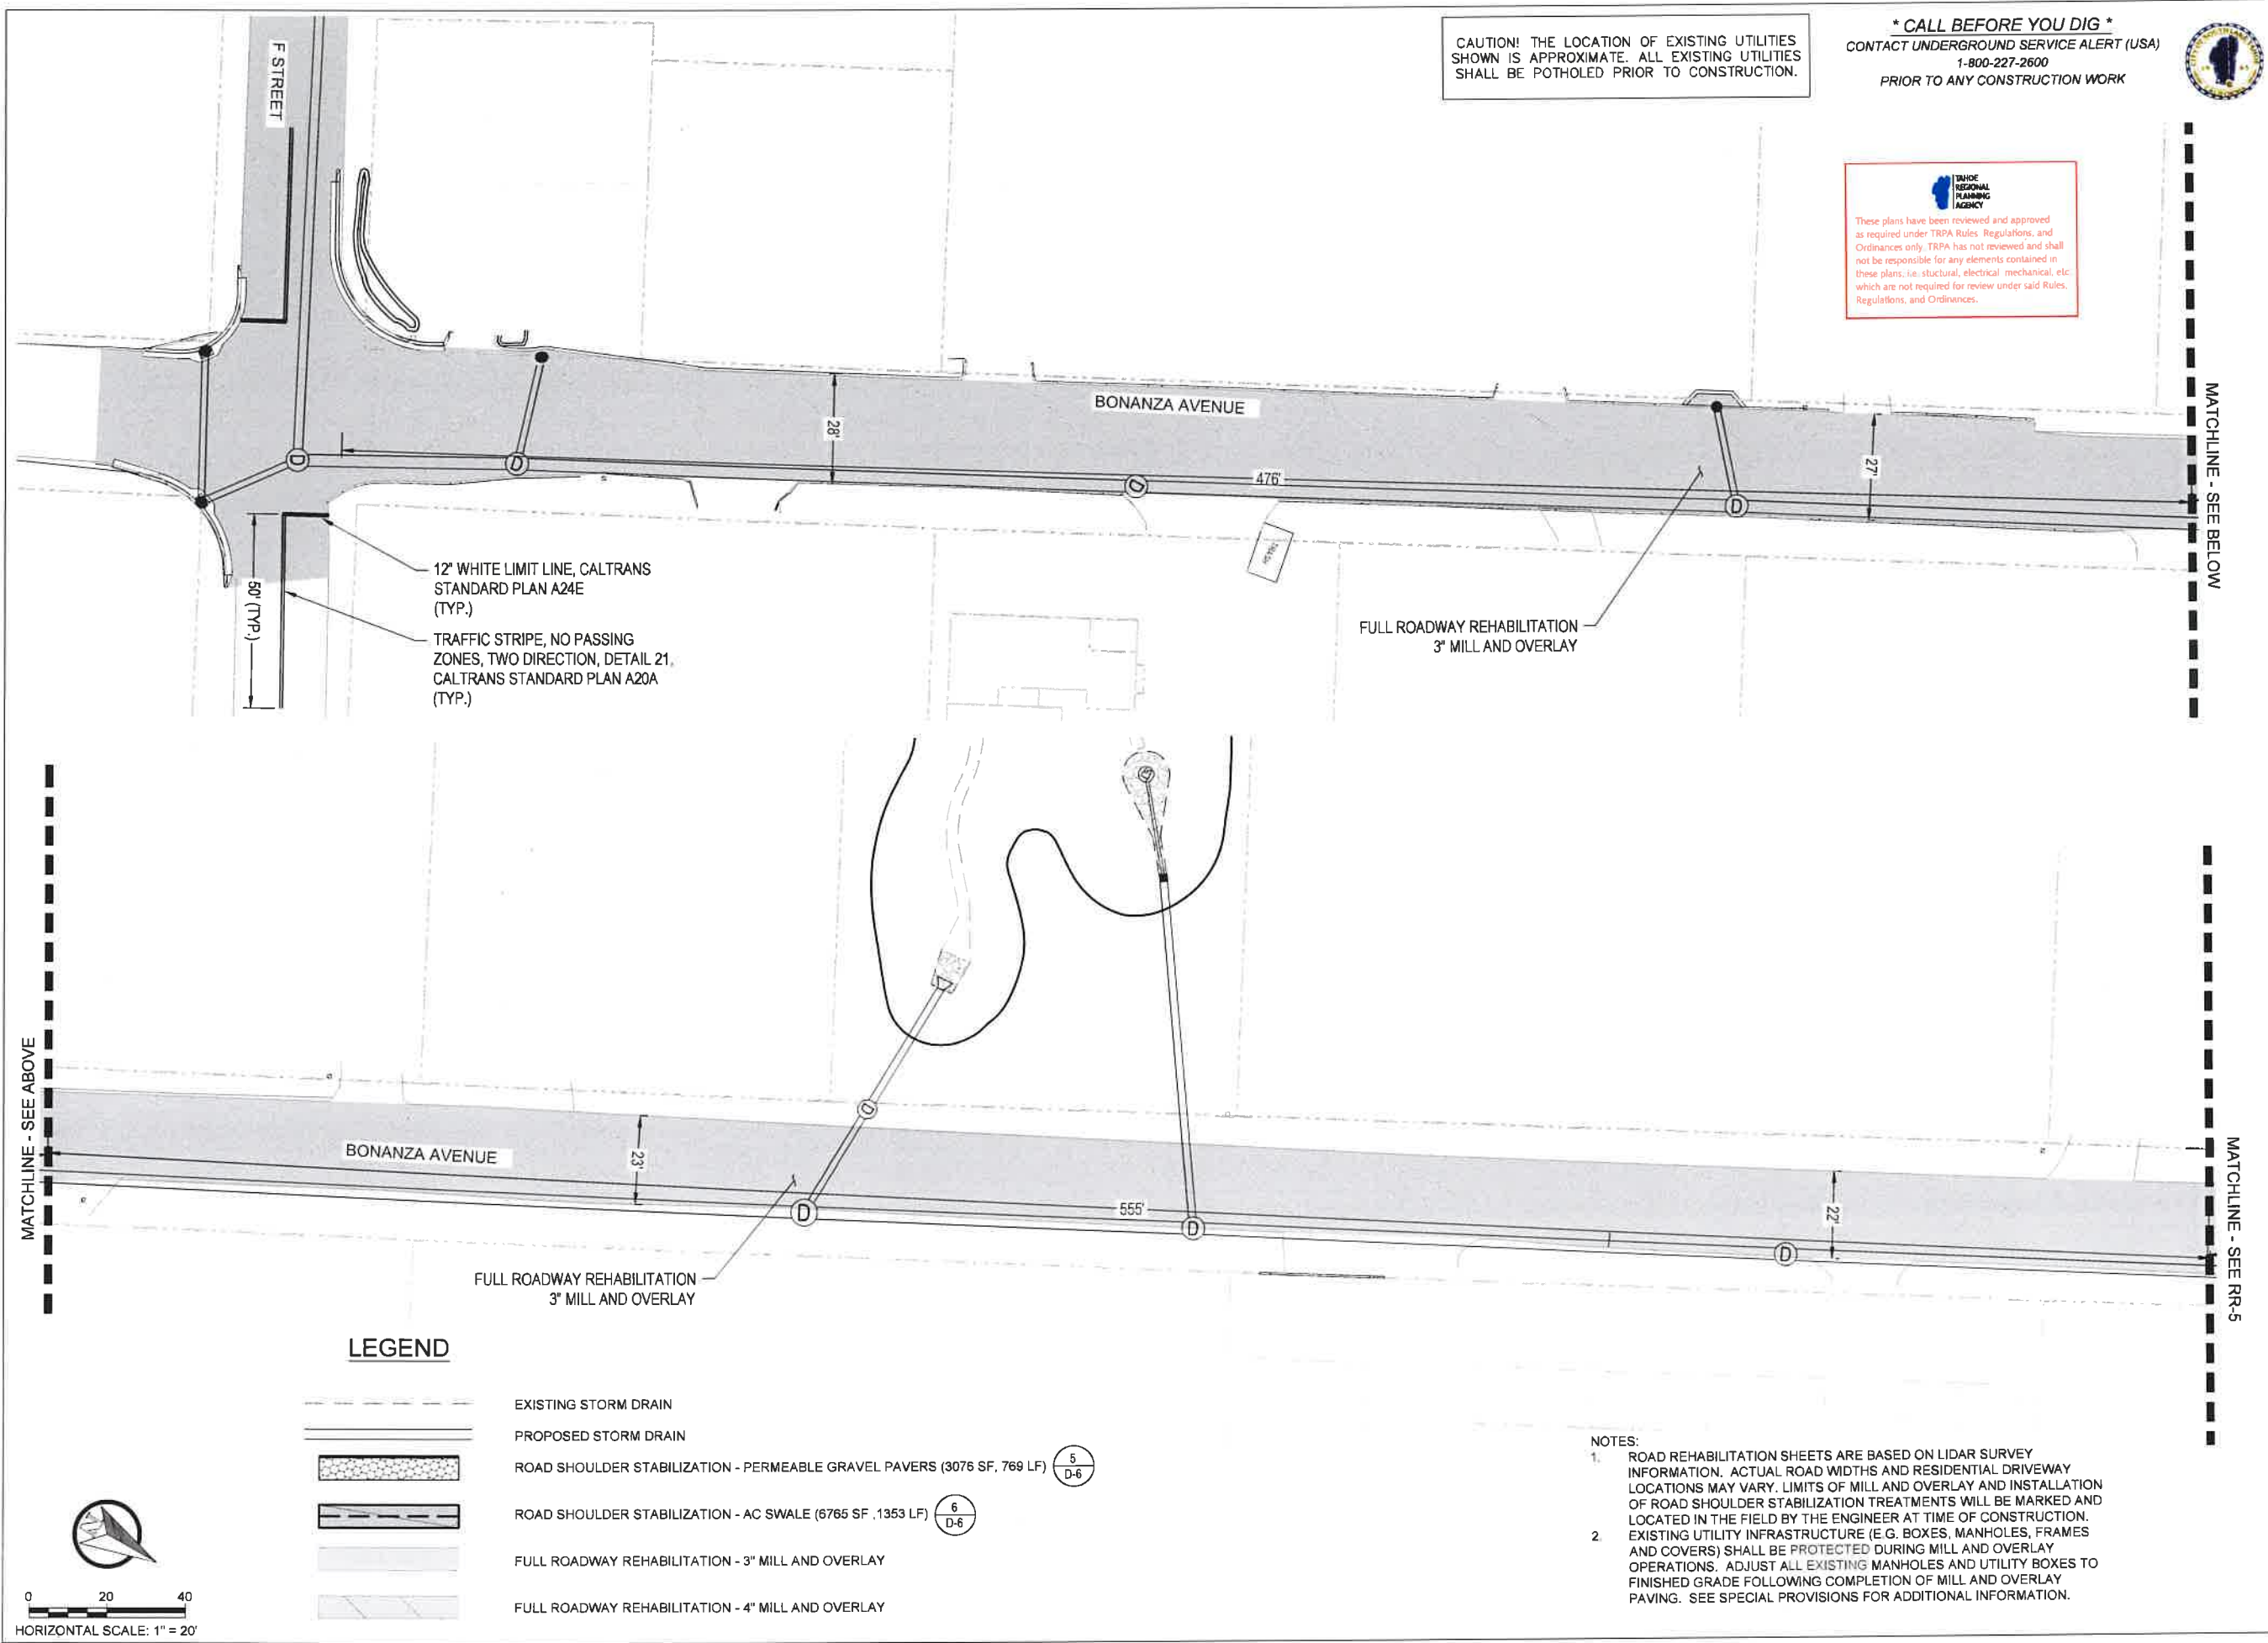 CAUTION! THE LOCATION OF EXISTING UTILITIES
SHOWN IS APPROXIMATE. ALL EXISTING UTILITIES
SHALL BE POTHOLED PRIOR TO CONSTRUCTION.
* CALL BEFORE YOU DIG *
CONTACT UNDERGROUND SERVICE ALERT (USA)
1-800-227-2600
PRIOR TO ANY CONSTRUCTION WORK
TAHOE
REGIONAL
PLANNING
AGENCY
These plans have been reviewed and approved
as required under TRPA Rules Regulations, and
Ordinances only. TRPA has not reviewed and shall
not be responsible for any elements contained in
these plans, i.e. stuctural, electrical mechanical, etc
which are not required for review under said Rules,
Regulations, and Ordinances.
F STREET
BONANZA AVENUE
28'
476'
27'
D
D
D
D
MATCHLINE - SEE BELOW
50' (TYP.)
12" WHITE LIMIT LINE, CALTRANS
STANDARD PLAN A24E
(TYP.)
TRAFFIC STRIPE, NO PASSING
ZONES, TWO DIRECTION, DETAIL 21,
CALTRANS STANDARD PLAN A20A
(TYP.)
FULL ROADWAY REHABILITATION
3" MILL AND OVERLAY
MATCHLINE - SEE ABOVE
BONANZA AVENUE
23'
555'
22'
D
D
D
D
D
MATCHLINE - SEE RR-5
FULL ROADWAY REHABILITATION
3" MILL AND OVERLAY
LEGEND
EXISTING STORM DRAIN
PROPOSED STORM DRAIN
ROAD SHOULDER STABILIZATION - PERMEABLE GRAVEL PAVERS (3076 SF, 769 LF)
5
D-6
ROAD SHOULDER STABILIZATION - AC SWALE (6765 SF ,1353 LF)
6
D-6
FULL ROADWAY REHABILITATION - 3" MILL AND OVERLAY
FULL ROADWAY REHABILITATION - 4" MILL AND OVERLAY
0 20 40
HORIZONTAL SCALE: 1" = 20'
NOTES:
1. ROAD REHABILITATION SHEETS ARE BASED ON LIDAR SURVEY
INFORMATION. ACTUAL ROAD WIDTHS AND RESIDENTIAL DRIVEWAY
LOCATIONS MAY VARY. LIMITS OF MILL AND OVERLAY AND INSTALLATION
OF ROAD SHOULDER STABILIZATION TREATMENTS WILL BE MARKED AND
LOCATED IN THE FIELD BY THE ENGINEER AT TIME OF CONSTRUCTION.
2. EXISTING UTILITY INFRASTRUCTURE (E.G. BOXES, MANHOLES, FRAMES
AND COVERS) SHALL BE PROTECTED DURING MILL AND OVERLAY
OPERATIONS. ADJUST ALL EXISTING MANHOLES AND UTILITY BOXES TO
FINISHED GRADE FOLLOWING COMPLETION OF MILL AND OVERLAY
PAVING. SEE SPECIAL PROVISIONS FOR ADDITIONAL INFORMATION.